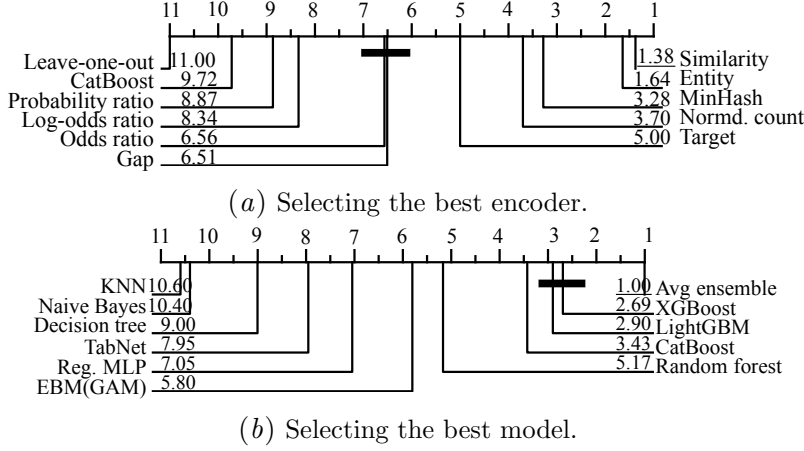 11 10 9 8 7 6 5 4 3 2 1
Leave-one-out 11.00 1.38 Similarity
CatBoost 9.72 1.64 Entity
Probability ratio 8.87 3.28 MinHash
Log-odds ratio 8.34 3.70 Normd. count
Odds ratio 6.56 5.00 Target
Gap 6.51
(a) Selecting the best encoder.
11 10 9 8 7 6 5 4 3 2 1
KNN 10.60 1.00 Avg ensemble
Naive Bayes 10.40 2.69 XGBoost
Decision tree 9.00 2.90 LightGBM
TabNet 7.95 3.43 CatBoost
Reg. MLP 7.05 5.17 Random forest
EBM(GAM) 5.80
(b) Selecting the best model.